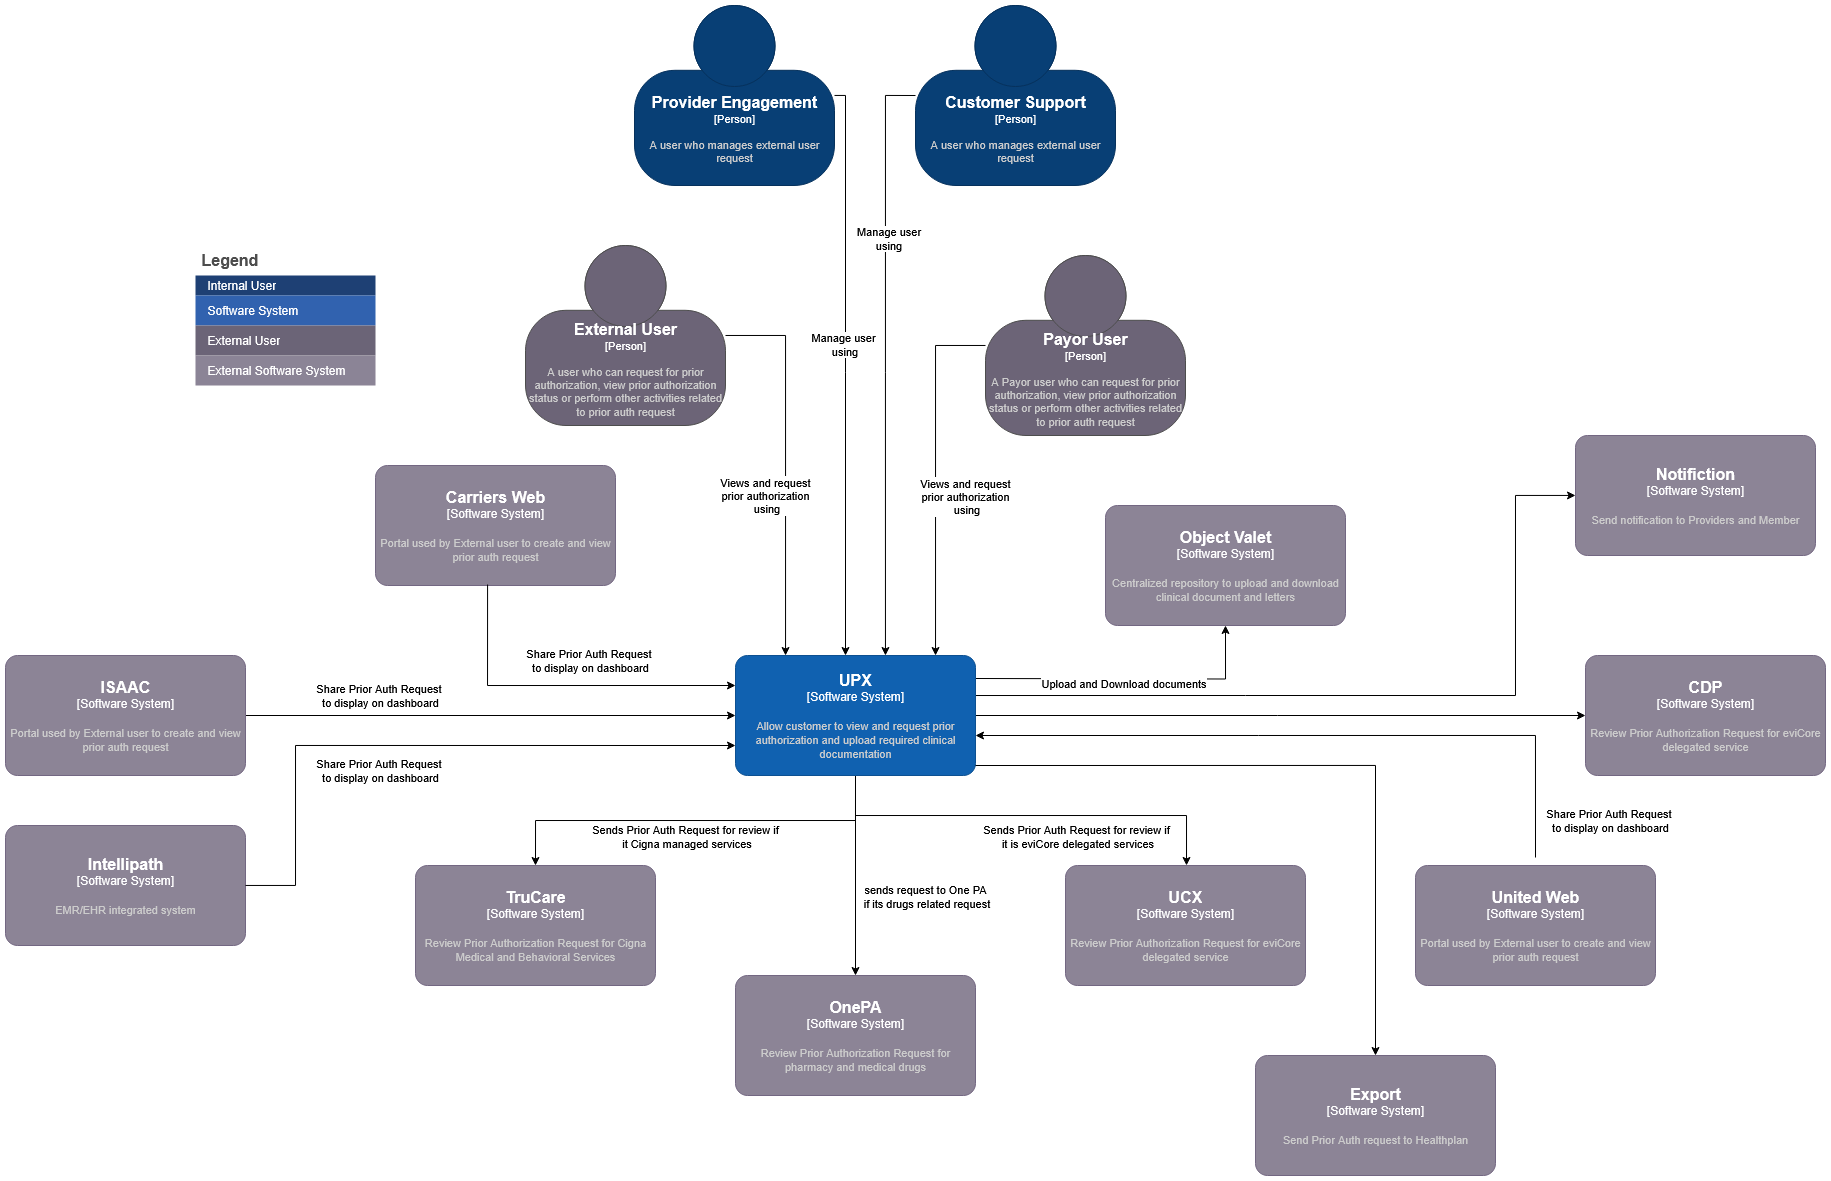 Provider Engagement
[Person]
A user who manages external user
request
Customer Support
[Person]
A user who manages external user
request
Manage user
using
Legend
Internal User
Software System
External User
External Software System
External User
[Person]
A user who can request for prior
authorization, view prior authorization
status or perform other activities related
to prior auth request
Manage user
using
Payor User
[Person]
A Payor user who can request for prior
authorization, view prior authorization
status or perform other activities related
to prior auth request
Views and request
prior authorization
using
Views and request
prior authorization
using
Carriers Web
[Software System]
Portal used by External user to create and view
prior auth request
Object Valet
[Software System]
Centralized repository to upload and download
clinical document and letters
Notifiction
[Software System]
Send notification to Providers and Member
Share Prior Auth Request
to display on dashboard
ISAAC
[Software System]
Portal used by External user to create and view
prior auth request
Share Prior Auth Request
to display on dashboard
UPX
[Software System]
Allow customer to view and request prior
authorization and upload required clinical
documentation
Upload and Download documents
CDP
[Software System]
Review Prior Authorization Request for eviCore
delegated service
Share Prior Auth Request
to display on dashboard
Intellipath
[Software System]
EMR/EHR integrated system
Sends Prior Auth Request for review if
it Cigna managed services
Sends Prior Auth Request for review if
it is eviCore delegated services
Share Prior Auth Request
to display on dashboard
TruCare
[Software System]
Review Prior Authorization Request for Cigna
Medical and Behavioral Services
sends request to One PA
if its drugs related request
UCX
[Software System]
Review Prior Authorization Request for eviCore
delegated service
United Web
[Software System]
Portal used by External user to create and view
prior auth request
OnePA
[Software System]
Review Prior Authorization Request for
pharmacy and medical drugs
Export
[Software System]
Send Prior Auth request to Healthplan